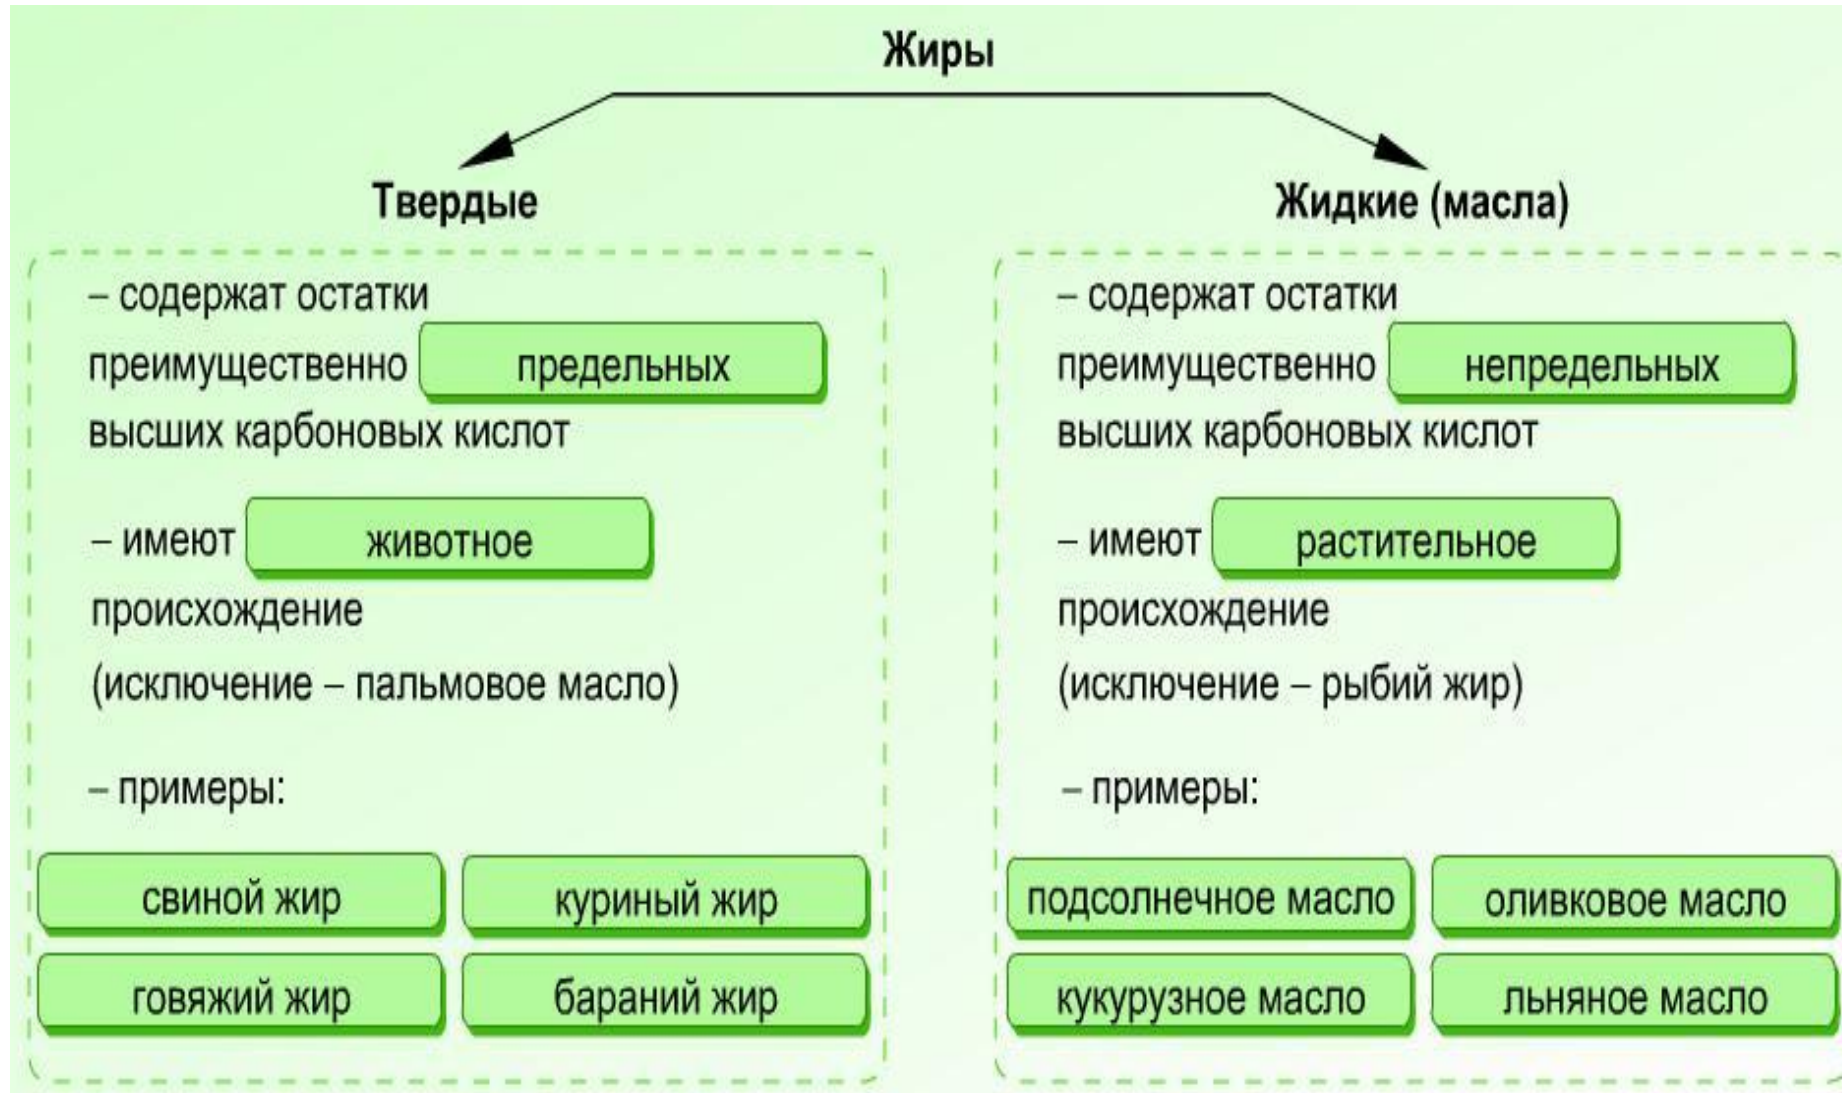 Жиры
Твердые
– содержат остатки
преимущественно предельных
высших карбоновых кислот
– имеют животное
происхождение
(исключение – пальмовое масло)
– примеры:
свиной жир
куриный жир
говяжий жир
бараний жир
Жидкие (масла)
– содержат остатки
преимущественно непредельных
высших карбоновых кислот
– имеют растительное
происхождение
(исключение – рыбий жир)
– примеры:
подсолнечное масло
оливковое масло
кукурузное масло
льняное масло